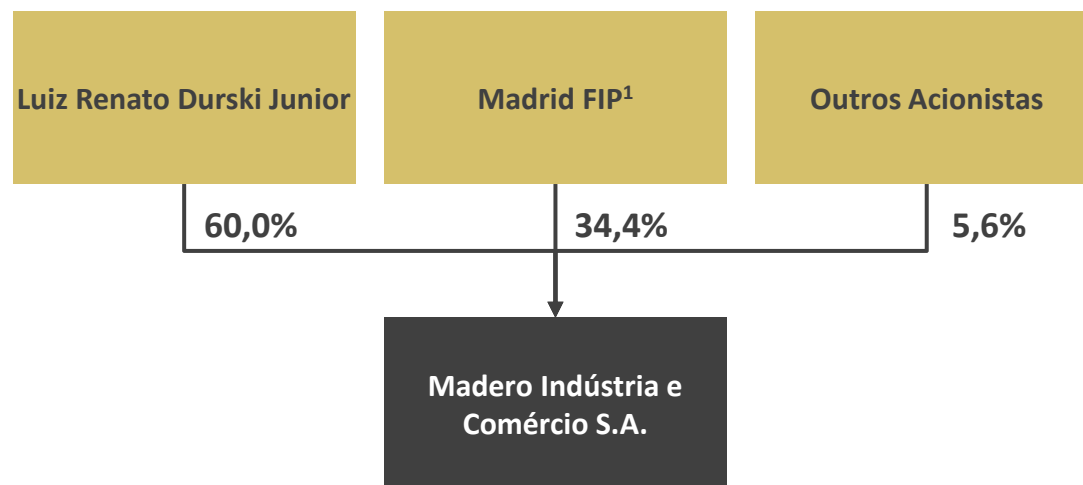 Luiz Renato Durski Junior
Madrid FIP¹
Outros Acionistas
60,0%
34,4%
5,6%
Madero Indústria e
Comércio S.A.